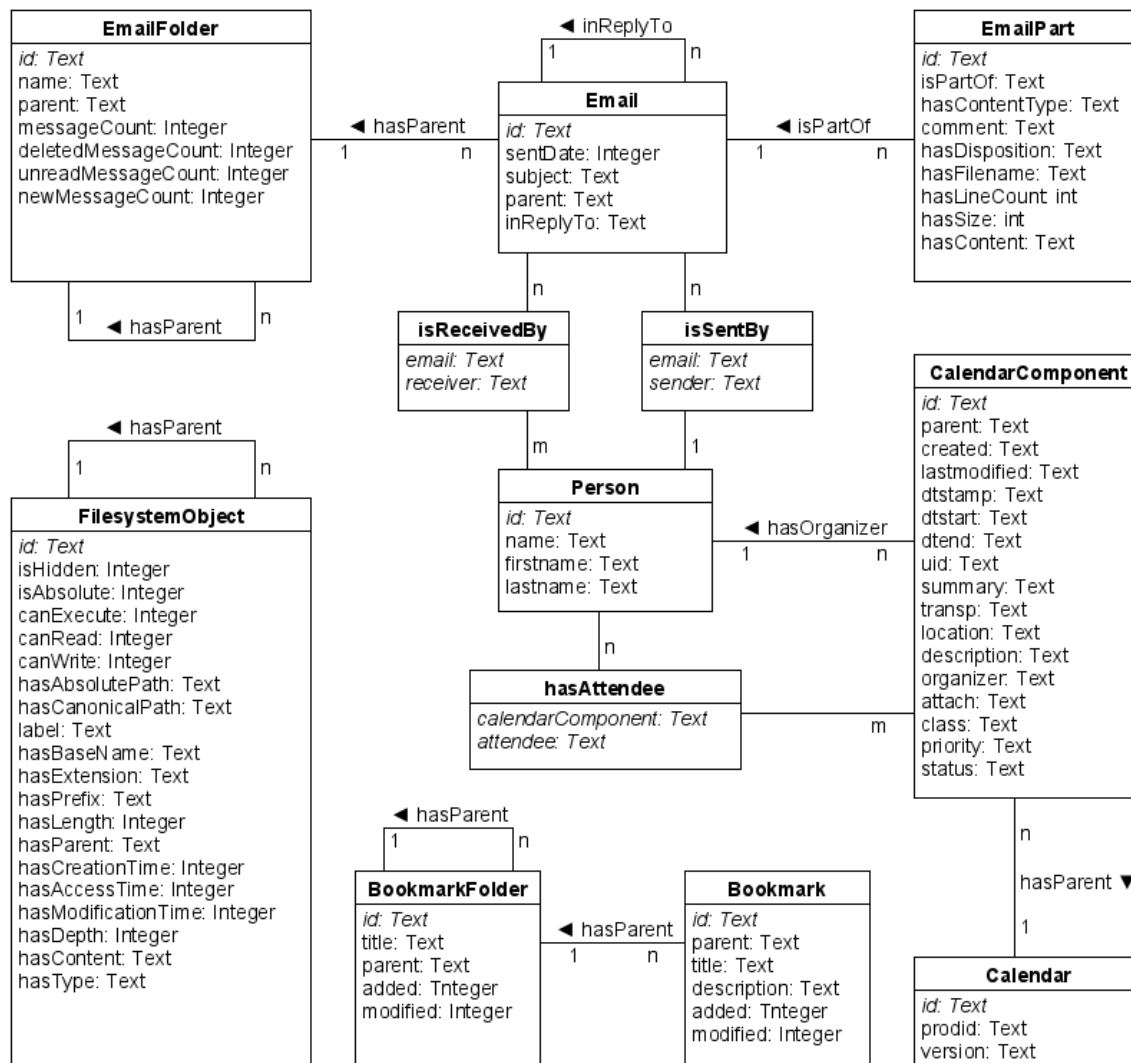 EmailFolder
id: Text
name: Text
parent: Text
messageCount: Integer
deletedMessageCount: Integer
unreadMessageCount: Integer
newMessageCount: Integer
1
◄ hasParent
n
◄ hasParent
1
n
◄ inReplyTo
1
n
Email
id: Text
sentDate: Integer
subject: Text
parent: Text
inReplyTo: Text
◄ isPartOf
1
n
EmailPart
id: Text
isPartOf: Text
hasContentType: Text
comment: Text
hasDisposition: Text
hasFilename: Text
hasLineCount: int
hasSize: int
hasContent: Text
n
n
isReceivedBy
email: Text
receiver: Text
isSentBy
email: Text
sender: Text
m
1
Person
id: Text
name: Text
firstname: Text
lastname: Text
◄ hasOrganizer
1
n
CalendarComponent
id: Text
parent: Text
created: Text
lastmodified: Text
dtstamp: Text
dtstart: Text
dtend: Text
uid: Text
summary: Text
transp: Text
location: Text
description: Text
organizer: Text
attach: Text
class: Text
priority: Text
status: Text
n
hasAttendee
calendarComponent: Text
attendee: Text
m
◄ hasParent
1
n
FilesystemObject
id: Text
isHidden: Integer
isAbsolute: Integer
canExecute: Integer
canRead: Integer
canWrite: Integer
hasAbsolutePath: Text
hasCanonicalPath: Text
label: Text
hasBaseName: Text
hasExtension: Text
hasPrefix: Text
hasLength: Integer
hasParent: Text
hasCreationTime: Integer
hasAccessTime: Integer
hasModificationTime: Integer
hasDepth: Integer
hasContent: Text
hasType: Text
◄ hasParent
1
n
BookmarkFolder
id: Text
title: Text
parent: Text
added: Tnteger
modified: Integer
◄ hasParent
1
n
Bookmark
id: Text
parent: Text
title: Text
description: Text
added: Tnteger
modified: Integer
n
hasParent ▼
1
Calendar
id: Text
prodid: Text
version: Text